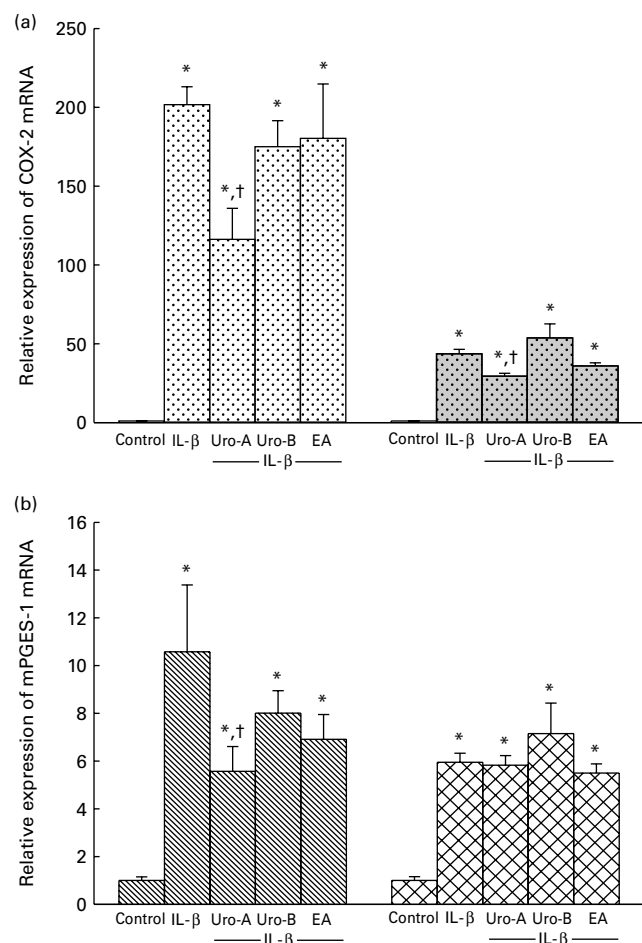 (a)
250
200
150
100
50
0
Relative expression of COX-2 mRNA
* *,† * *
* *,† * *
Control IL-β Uro-A Uro-B EA Control IL-β Uro-A Uro-B EA
IL-β IL-β
(b)
16
14
12
10
8
6
4
2
0
Relative expression of mPGES-1 mRNA
* *,† * *
* * * *
Control IL-β Uro-A Uro-B EA Control IL-β Uro-A Uro-B EA
IL-β IL-β